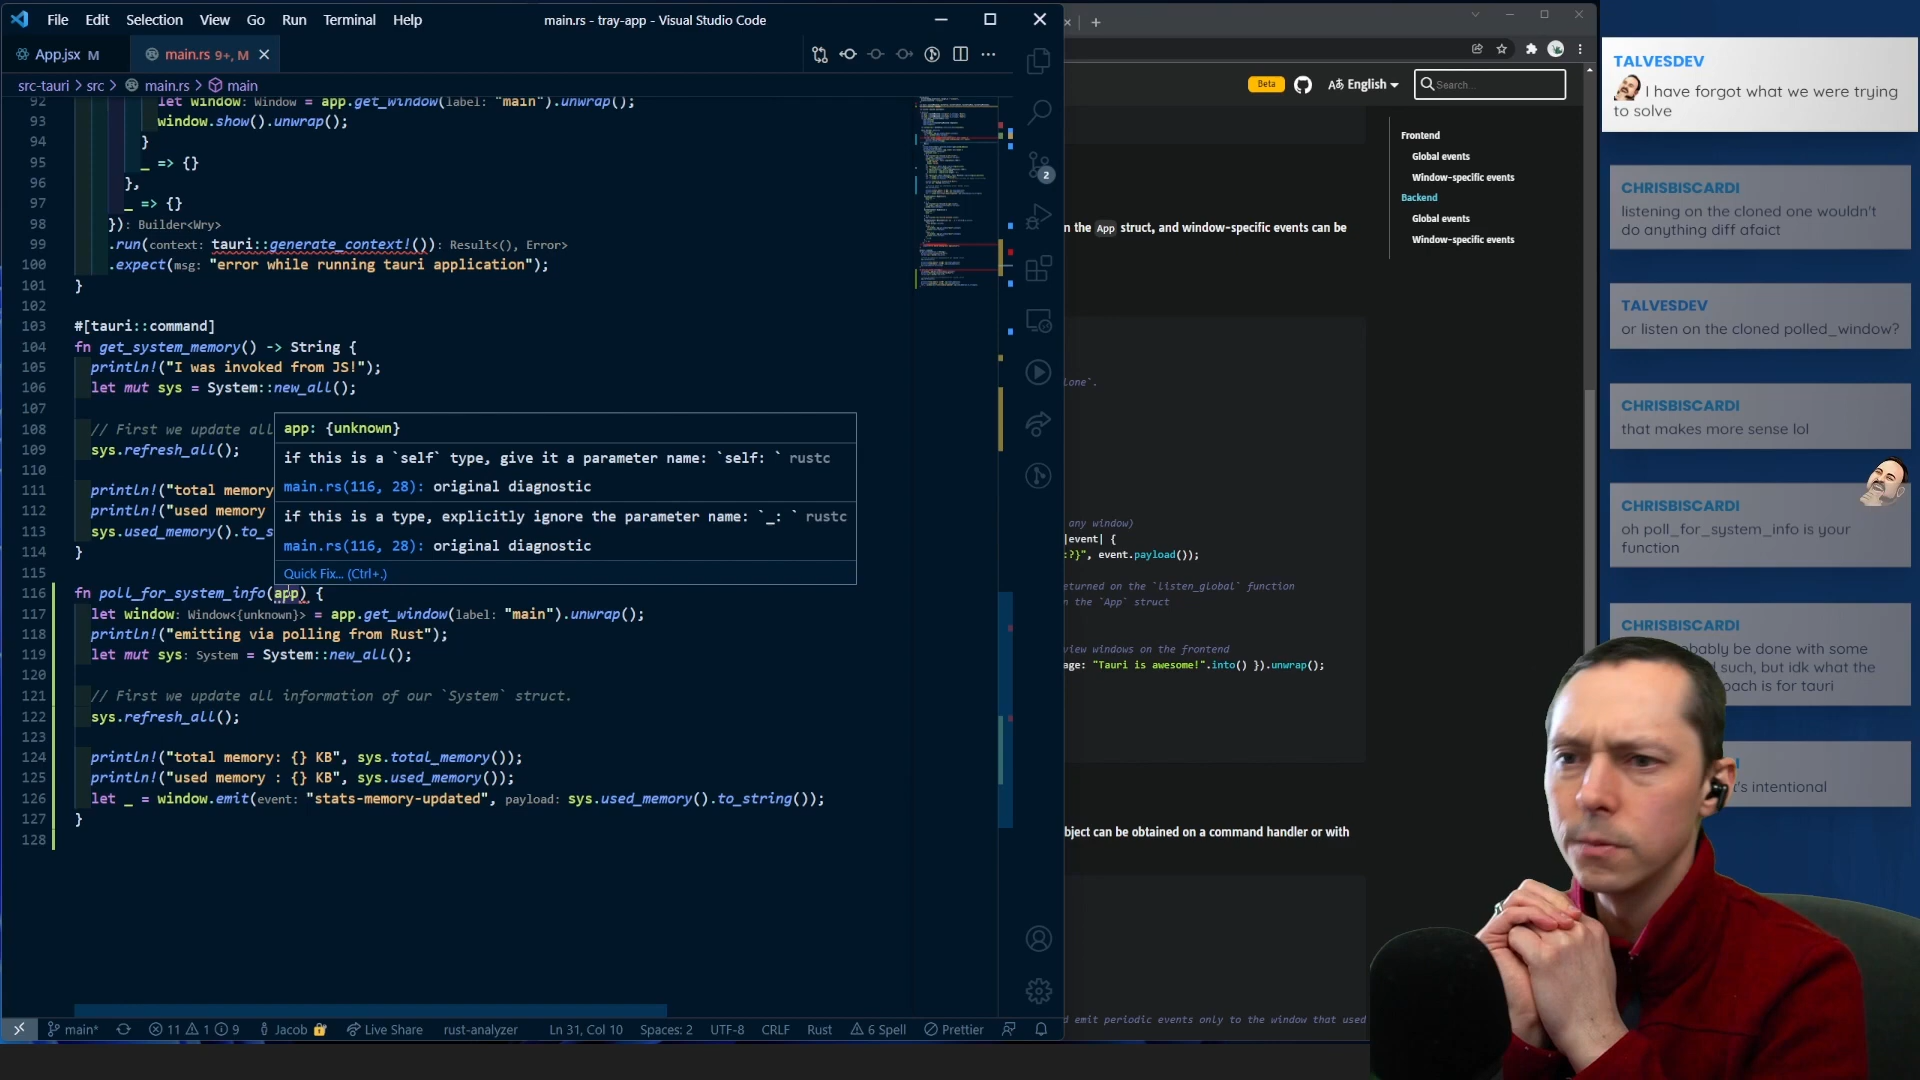 File Edit Selection View Go Run Terminal Help
main.rs - tray-app - Visual Studio Code
App.jsx M
main.rs 9+, M
src-tauri > src > main.rs > main
92 let window: Window = app.get_window(label: "main").unwrap();
93 window.show().unwrap();
94 }
95 _ => {}
96 },
97 _ => {}
98 }): Builder<Wry>
99 .run(context: tauri::generate_context!()): Result<(), Error>
100 .expect(msg: "error while running tauri application");
101 }
102
103 #[tauri::command]
104 fn get_system_memory() -> String {
105 println!("I was invoked from JS!");
106 let mut sys = System::new_all();
107
108 // First we update all
109 sys.refresh_all();
110
111 println!("total memory
112 println!("used memory
113 sys.used_memory().to_s
114 }
115
app: {unknown}
if this is a `self` type, give it a parameter name: `self: ` rustc
main.rs(116, 28): original diagnostic
if this is a type, explicitly ignore the parameter name: `_: ` rustc
main.rs(116, 28): original diagnostic
Quick Fix... (Ctrl+.)
116 fn poll_for_system_info(app) {
117 let window: Window<{unknown}> = app.get_window(label: "main").unwrap();
118 println!("emitting via polling from Rust");
119 let mut sys: System = System::new_all();
120
121 // First we update all information of our `System` struct.
122 sys.refresh_all();
123
124 println!("total memory: {} KB", sys.total_memory());
125 println!("used memory : {} KB", sys.used_memory());
126 let _ = window.emit(event: "stats-memory-updated", payload: sys.used_memory().to_string());
127 }
128
2
main* 11 1 9 Jacob Live Share rust-analyzer Ln 31, Col 10 Spaces: 2 UTF-8 CRLF Rust 6 Spell Prettier
Beta
English
Search...
Frontend
Global events
Window-specific events
Backend
Global events
Window-specific events
n the App struct, and window-specific events can be
lone`.
any window)
|event| {
:?}", event.payload());
eturned on the `listen_global` function
n the `App` struct
view windows on the frontend
age: "Tauri is awesome!".into() }).unwrap();
bject can be obtained on a command handler or with
d emit periodic events only to the window that used
TALVESDEV
I have forgot what we were trying
to solve
CHRISBISCARDI
listening on the cloned one wouldn't
do anything diff afaict
TALVESDEV
or listen on the cloned polled_window?
CHRISBISCARDI
that makes more sense lol
CHRISBISCARDI
oh poll_for_system_info is your
function
CHRISBISCARDI
bably be done with some
such, but idk what the
oach is for tauri
's intentional